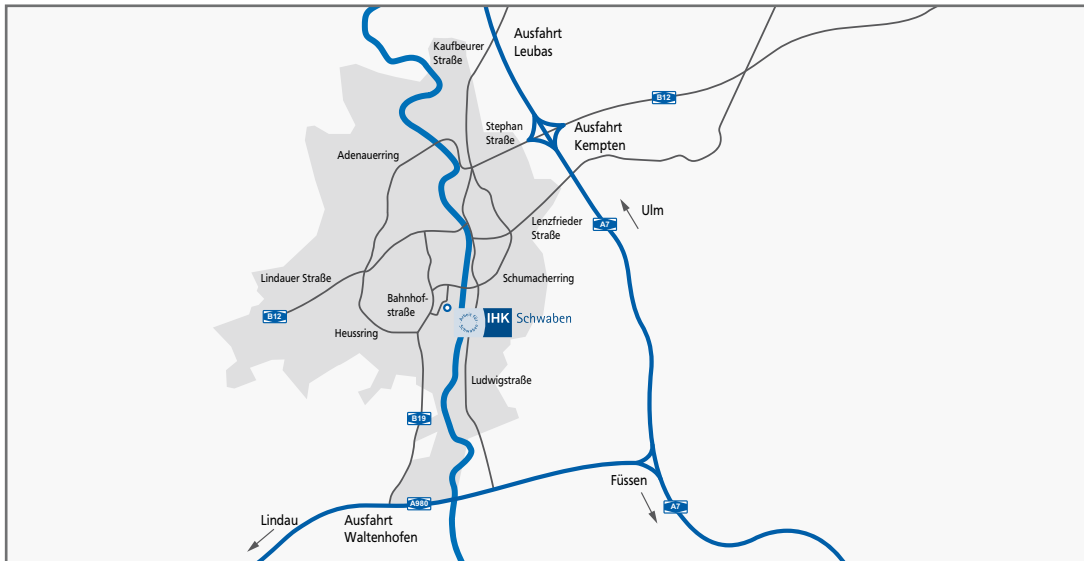 Ausfahrt
Leubas
Kaufbeurer
Straße
B12
Stephan
Straße
Ausfahrt
Kempten
Adenauerring
Ulm
A7
Lenzfrieder
Straße
Lindauer Straße
Schumacherring
Bahnhof-
straße
B12
IHK Schwaben
Heussring
Ludwigstraße
B19
Füssen
A980
A7
Lindau
Ausfahrt
Waltenhofen